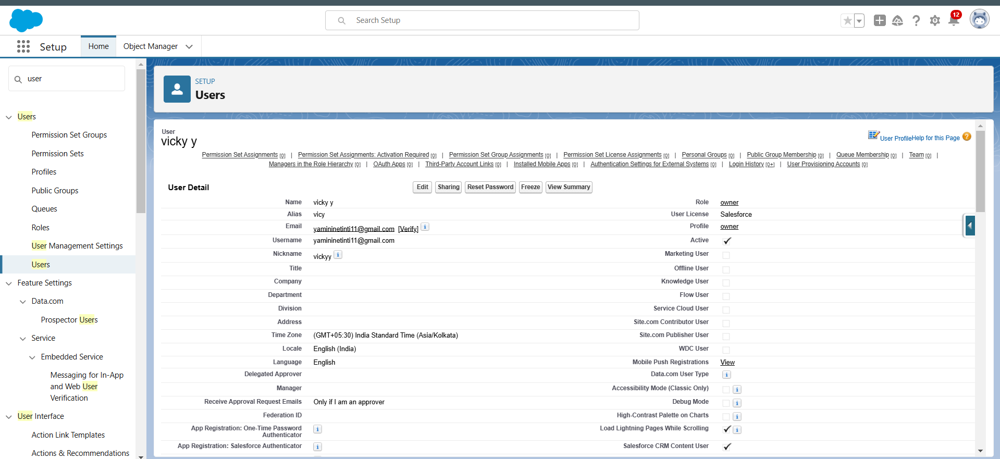 Search Setup
12
Setup
Home
Object Manager
user
Users
Permission Set Groups
Permission Sets
Profiles
Public Groups
Queues
Roles
User Management Settings
Users
Feature Settings
Data.com
Prospector Users
Service
Embedded Service
Messaging for In-App
and Web User
Verification
User Interface
Action Link Templates
Actions & Recommendations
SETUP
Users
User
vicky y
User Profile Help for this Page ?
Permission Set Assignments [0] | Permission Set Assignments: Activation Required [0] | Permission Set Group Assignments [0] | Permission Set License Assignments [0] | Personal Groups [0] | Public Group Membership [0] | Queue Membership [0] | Team [0] |
Managers in the Role Hierarchy [0] | OAuth Apps [0] | Third-Party Account Links [0] | Installed Mobile Apps [0] | Authentication Settings for External Systems [0] | Login History [0+] | User Provisioning Accounts [0]
User Detail
Edit Sharing Reset Password Freeze View Summary
Name vicky y Role owner
Alias vicy User License Salesforce
Email yamininetinti11@gmail.com [Verify] i Profile owner
Username yamininetinti11@gmail.com Active
Nickname vickyy i Marketing User
Title Offline User
Company Knowledge User
Department Flow User
Division Service Cloud User
Address Site.com Contributor User
Time Zone (GMT+05:30) India Standard Time (Asia/Kolkata) Site.com Publisher User
Locale English (India) WDC User
Language English Mobile Push Registrations View
Delegated Approver Data.com User Type i
Manager Accessibility Mode (Classic Only) i
Receive Approval Request Emails Only if I am an approver Debug Mode i
Federation ID High-Contrast Palette on Charts i
App Registration: One-Time Password
Authenticator i Load Lightning Pages While Scrolling i
App Registration: Salesforce Authenticator i Salesforce CRM Content User